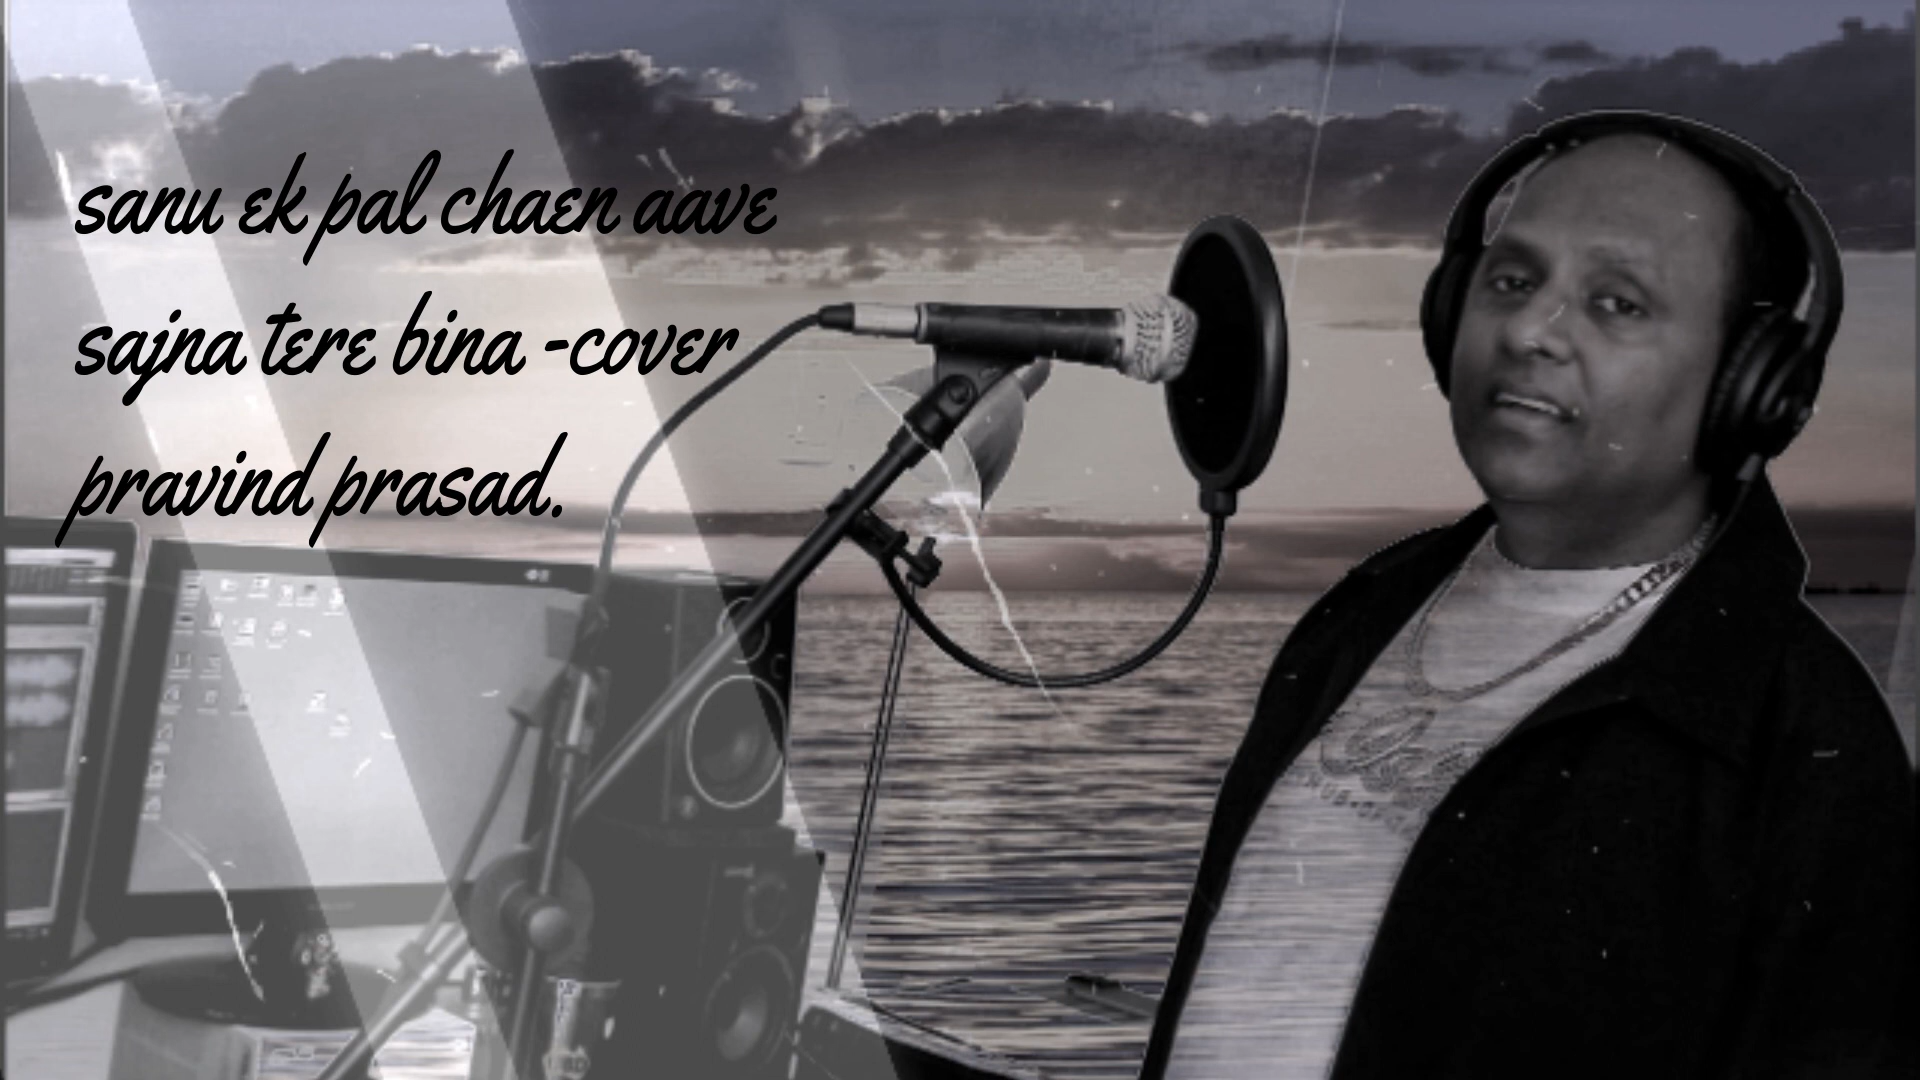 sanu ek pal chaen aave
sajna tere bina -cover
pravind prasad.